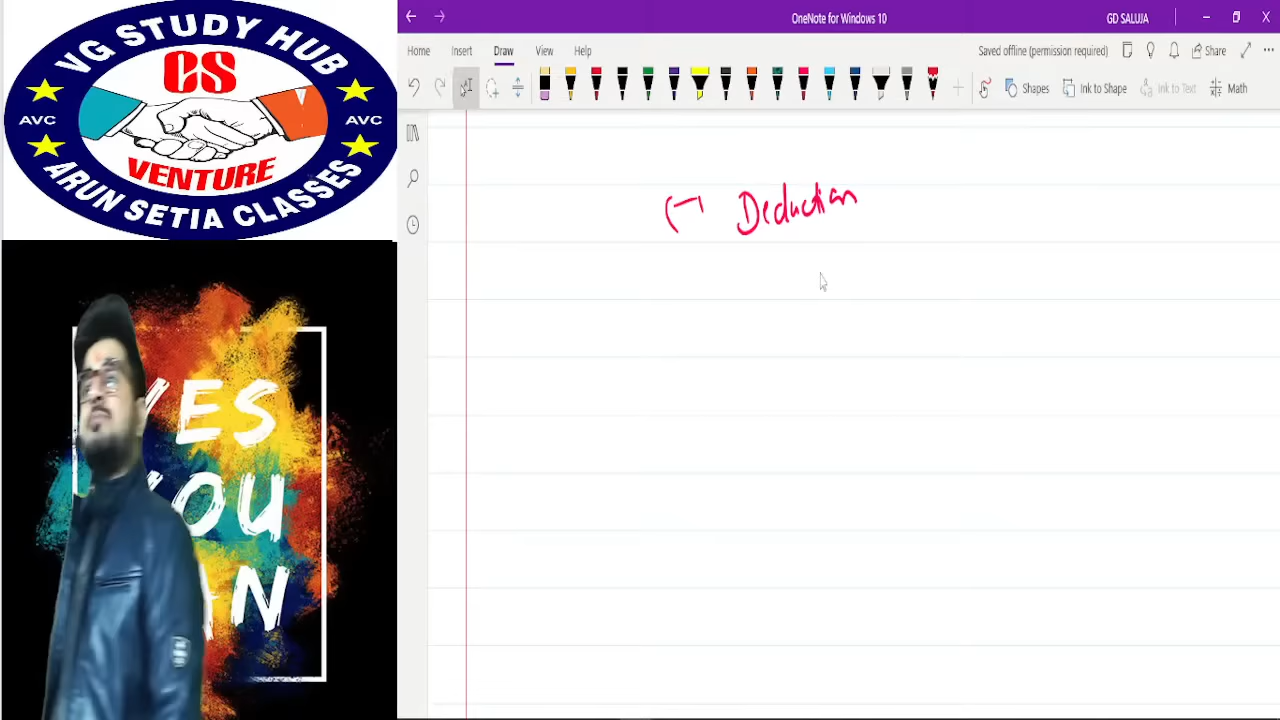 VG STUDY HUB
CS
AVC
AVC
VENTURE
ARUN SETIA CLASSES
YES
YOU
OneNote for Windows 10
GD SALUJA
Home Insert Draw View Help
Saved offline (permission required)
Share
Shapes
Ink to Shape
Ink to Text
Math
(-) Deduction